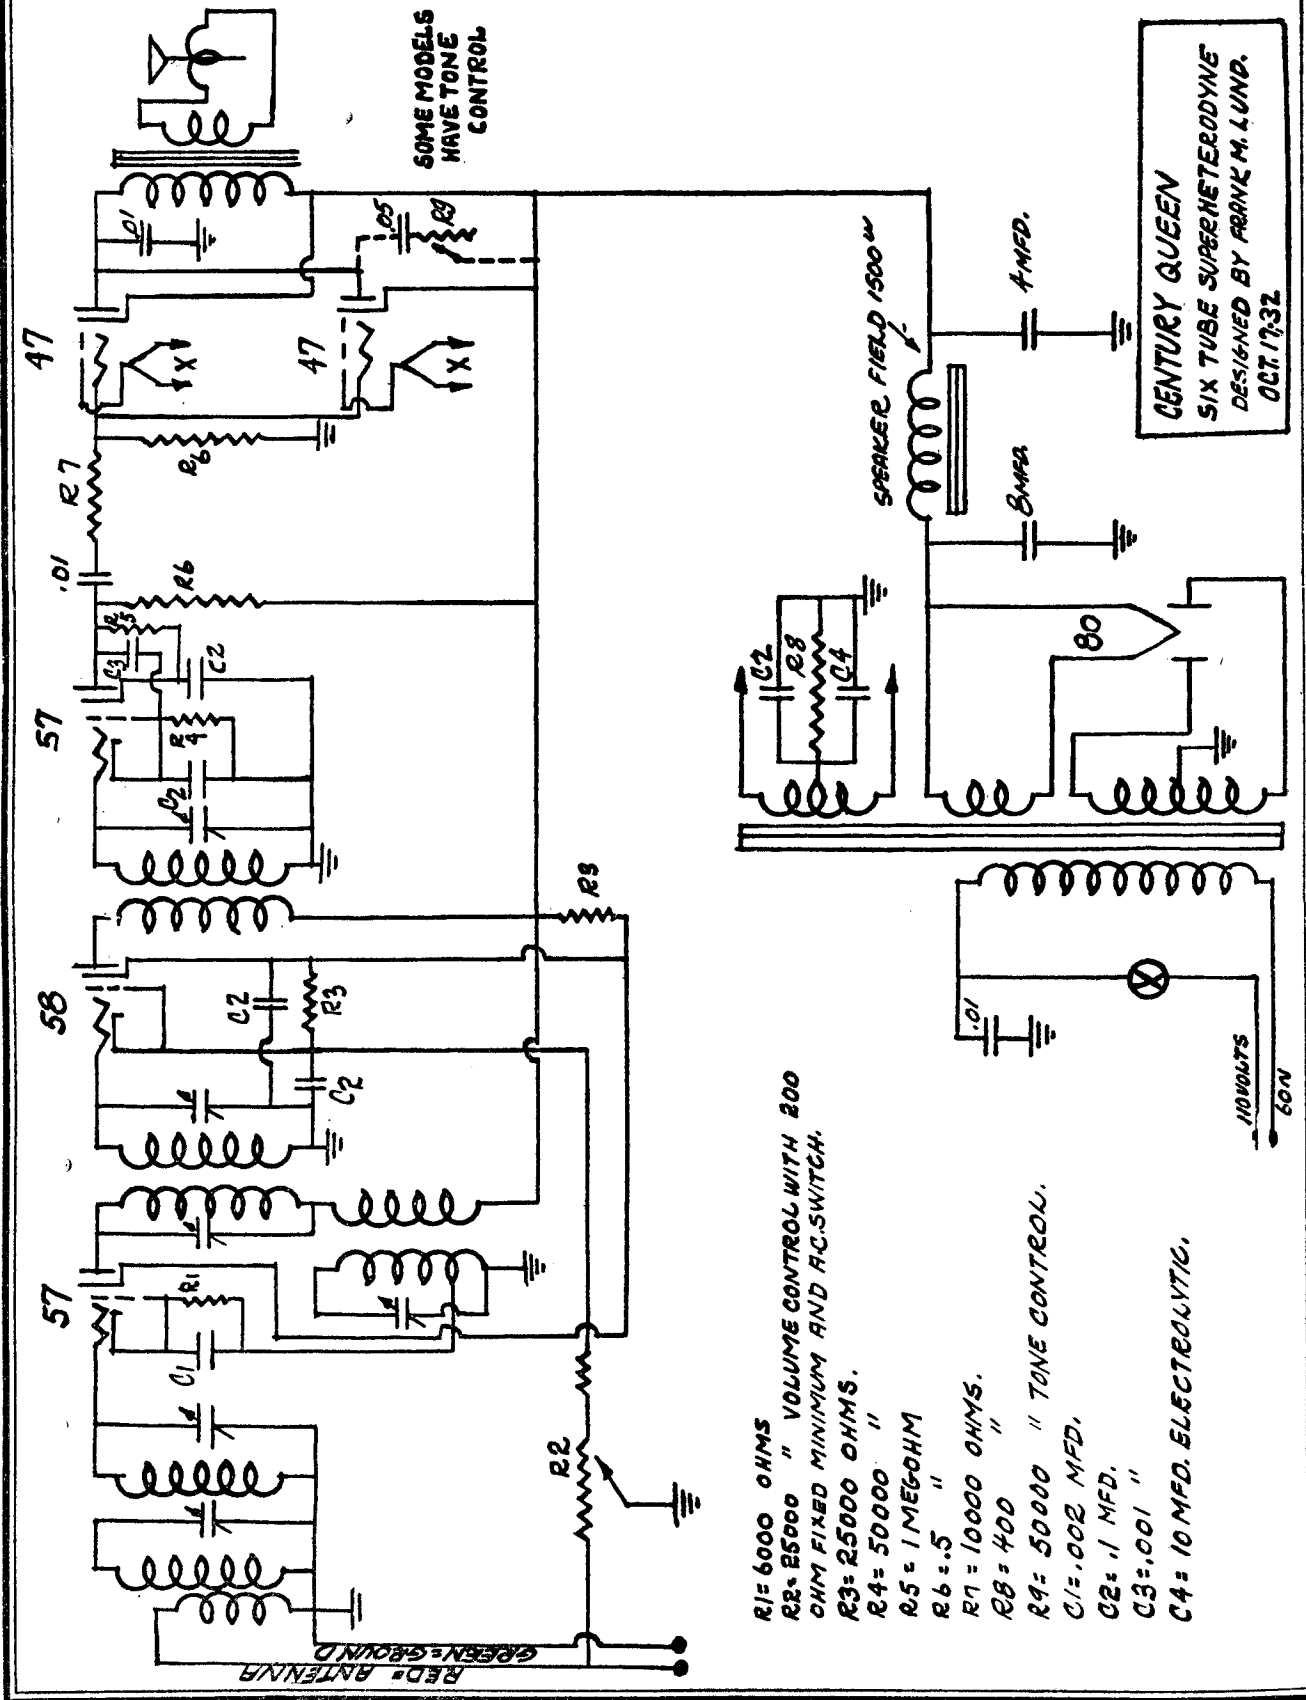 57
58
57
47
47
80
C1
R1
C2
R3
C2
R3
C2
R
4
C3
R
5
C2
R6
.01
R7
R6
.01
.05
R9
X
X
SOME MODELS
HAVE TONE
CONTROL
RED = ANTENNA
GREEN = GROUND
R2
C2
R8
C4
SPEAKER FIELD 1500 ω
8 MFD.
4 MFD.
.01
110 VOLTS
60 N
R1 = 6000 OHMS
R2 = 25000 " VOLUME CONTROL WITH 200
OHM FIXED MINIMUM AND A.C. SWITCH.
R3 = 25000 OHMS.
R4 = 50000 "
R5 = 1 MEGOHM
R6 = .5 "
R7 = 10000 OHMS.
R8 = 400 "
R9 = 50000 " TONE CONTROL.
C1 = .002 MFD.
C2 = .1 MFD.
C3 = .001 "
C4 = 10 MFD. ELECTROLYTIC.
CENTURY QUEEN
SIX TUBE SUPERHETERODYNE
DESIGNED BY FRANK M. LUND.
OCT. 17;32